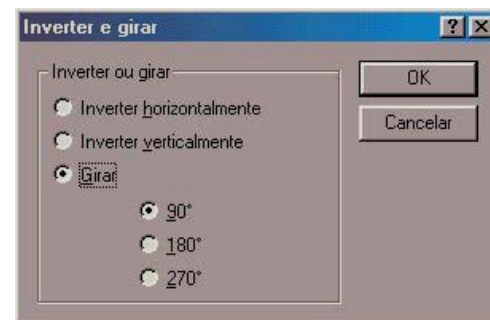 Inverter e girar
Inverter ou girar
Inverter horizontalmente
Inverter verticalmente
Girar
90°
180°
270°
OK
Cancelar